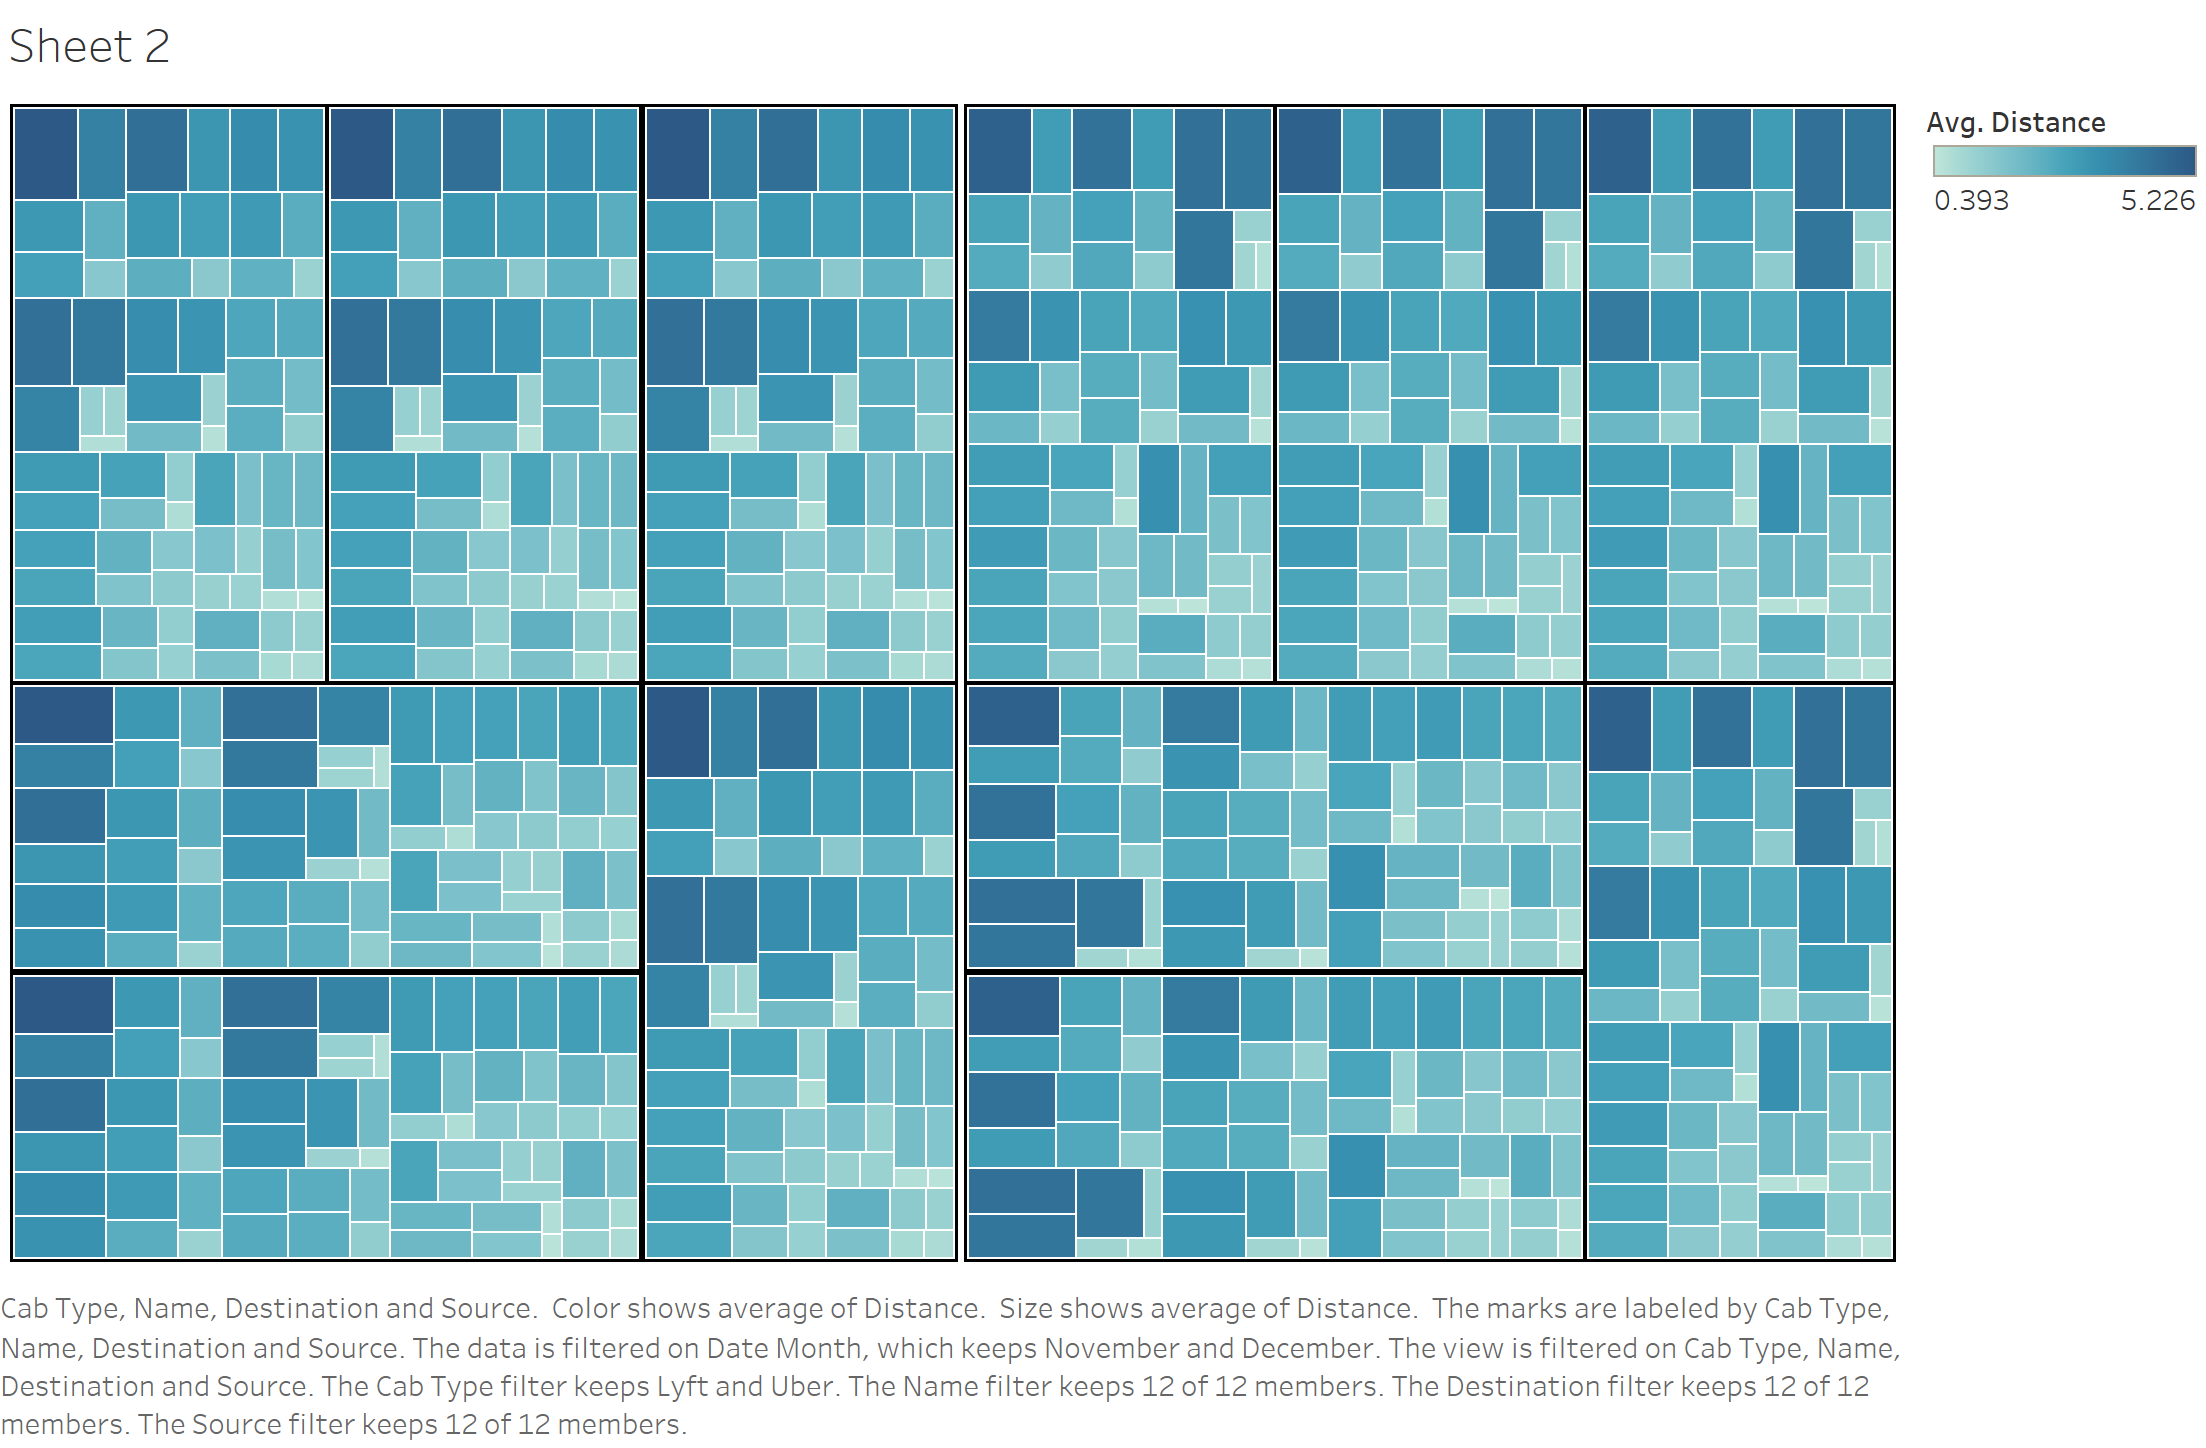 Sheet 2
Avg. Distance
0.393 5.226
Cab Type, Name, Destination and Source.  Color shows average of Distance.  Size shows average of Distance.  The marks are labeled by Cab Type,
Name, Destination and Source. The data is filtered on Date Month, which keeps November and December. The view is filtered on Cab Type, Name,
Destination and Source. The Cab Type filter keeps Lyft and Uber. The Name filter keeps 12 of 12 members. The Destination filter keeps 12 of 12
members. The Source filter keeps 12 of 12 members.